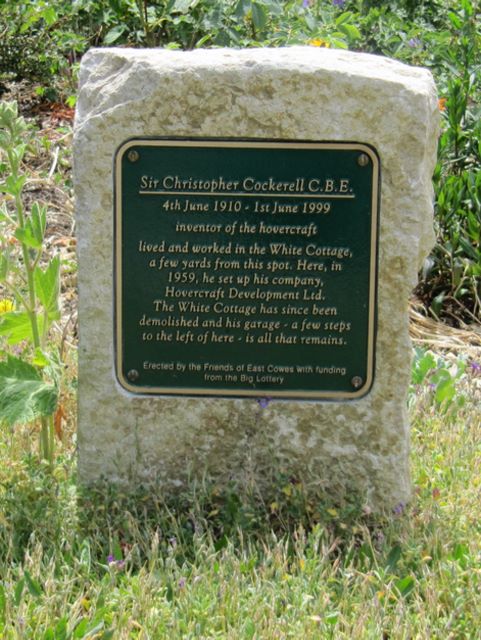 Sir Christopher Cockerell C.B.E.
4th June 1910 - 1st June 1999
inventor of the hovercraft
lived and worked in the White Cottage,
a few yards from this spot. Here, in
1959, he set up his company,
Hovercraft Development Ltd.
The White Cottage has since been
demolished and his garage - a few steps
to the left of here - is all that remains.
Erected by the Friends of East Cowes with funding
from the Big Lottery